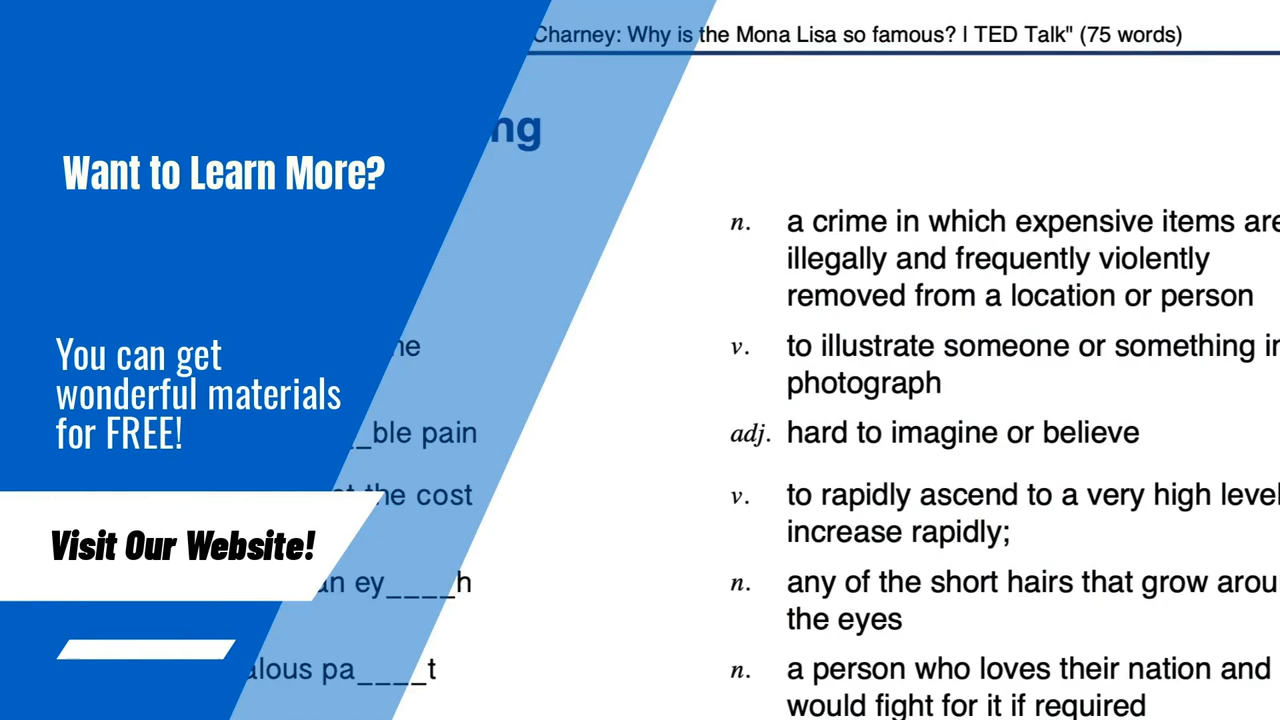 Charney: Why is the Mona Lisa so famous? | TED Talk" (75 words)
ng
Want to Learn More?
You can get
wonderful materials
for FREE!
Visit Our Website!
ne
_ble pain
the cost
an ey____h
alous pa____t
n. a crime in which expensive items are
illegally and frequently violently
removed from a location or person
v. to illustrate someone or something in
photograph
adj. hard to imagine or believe
v. to rapidly ascend to a very high level
increase rapidly;
n. any of the short hairs that grow arou
the eyes
n. a person who loves their nation and
would fight for it if required